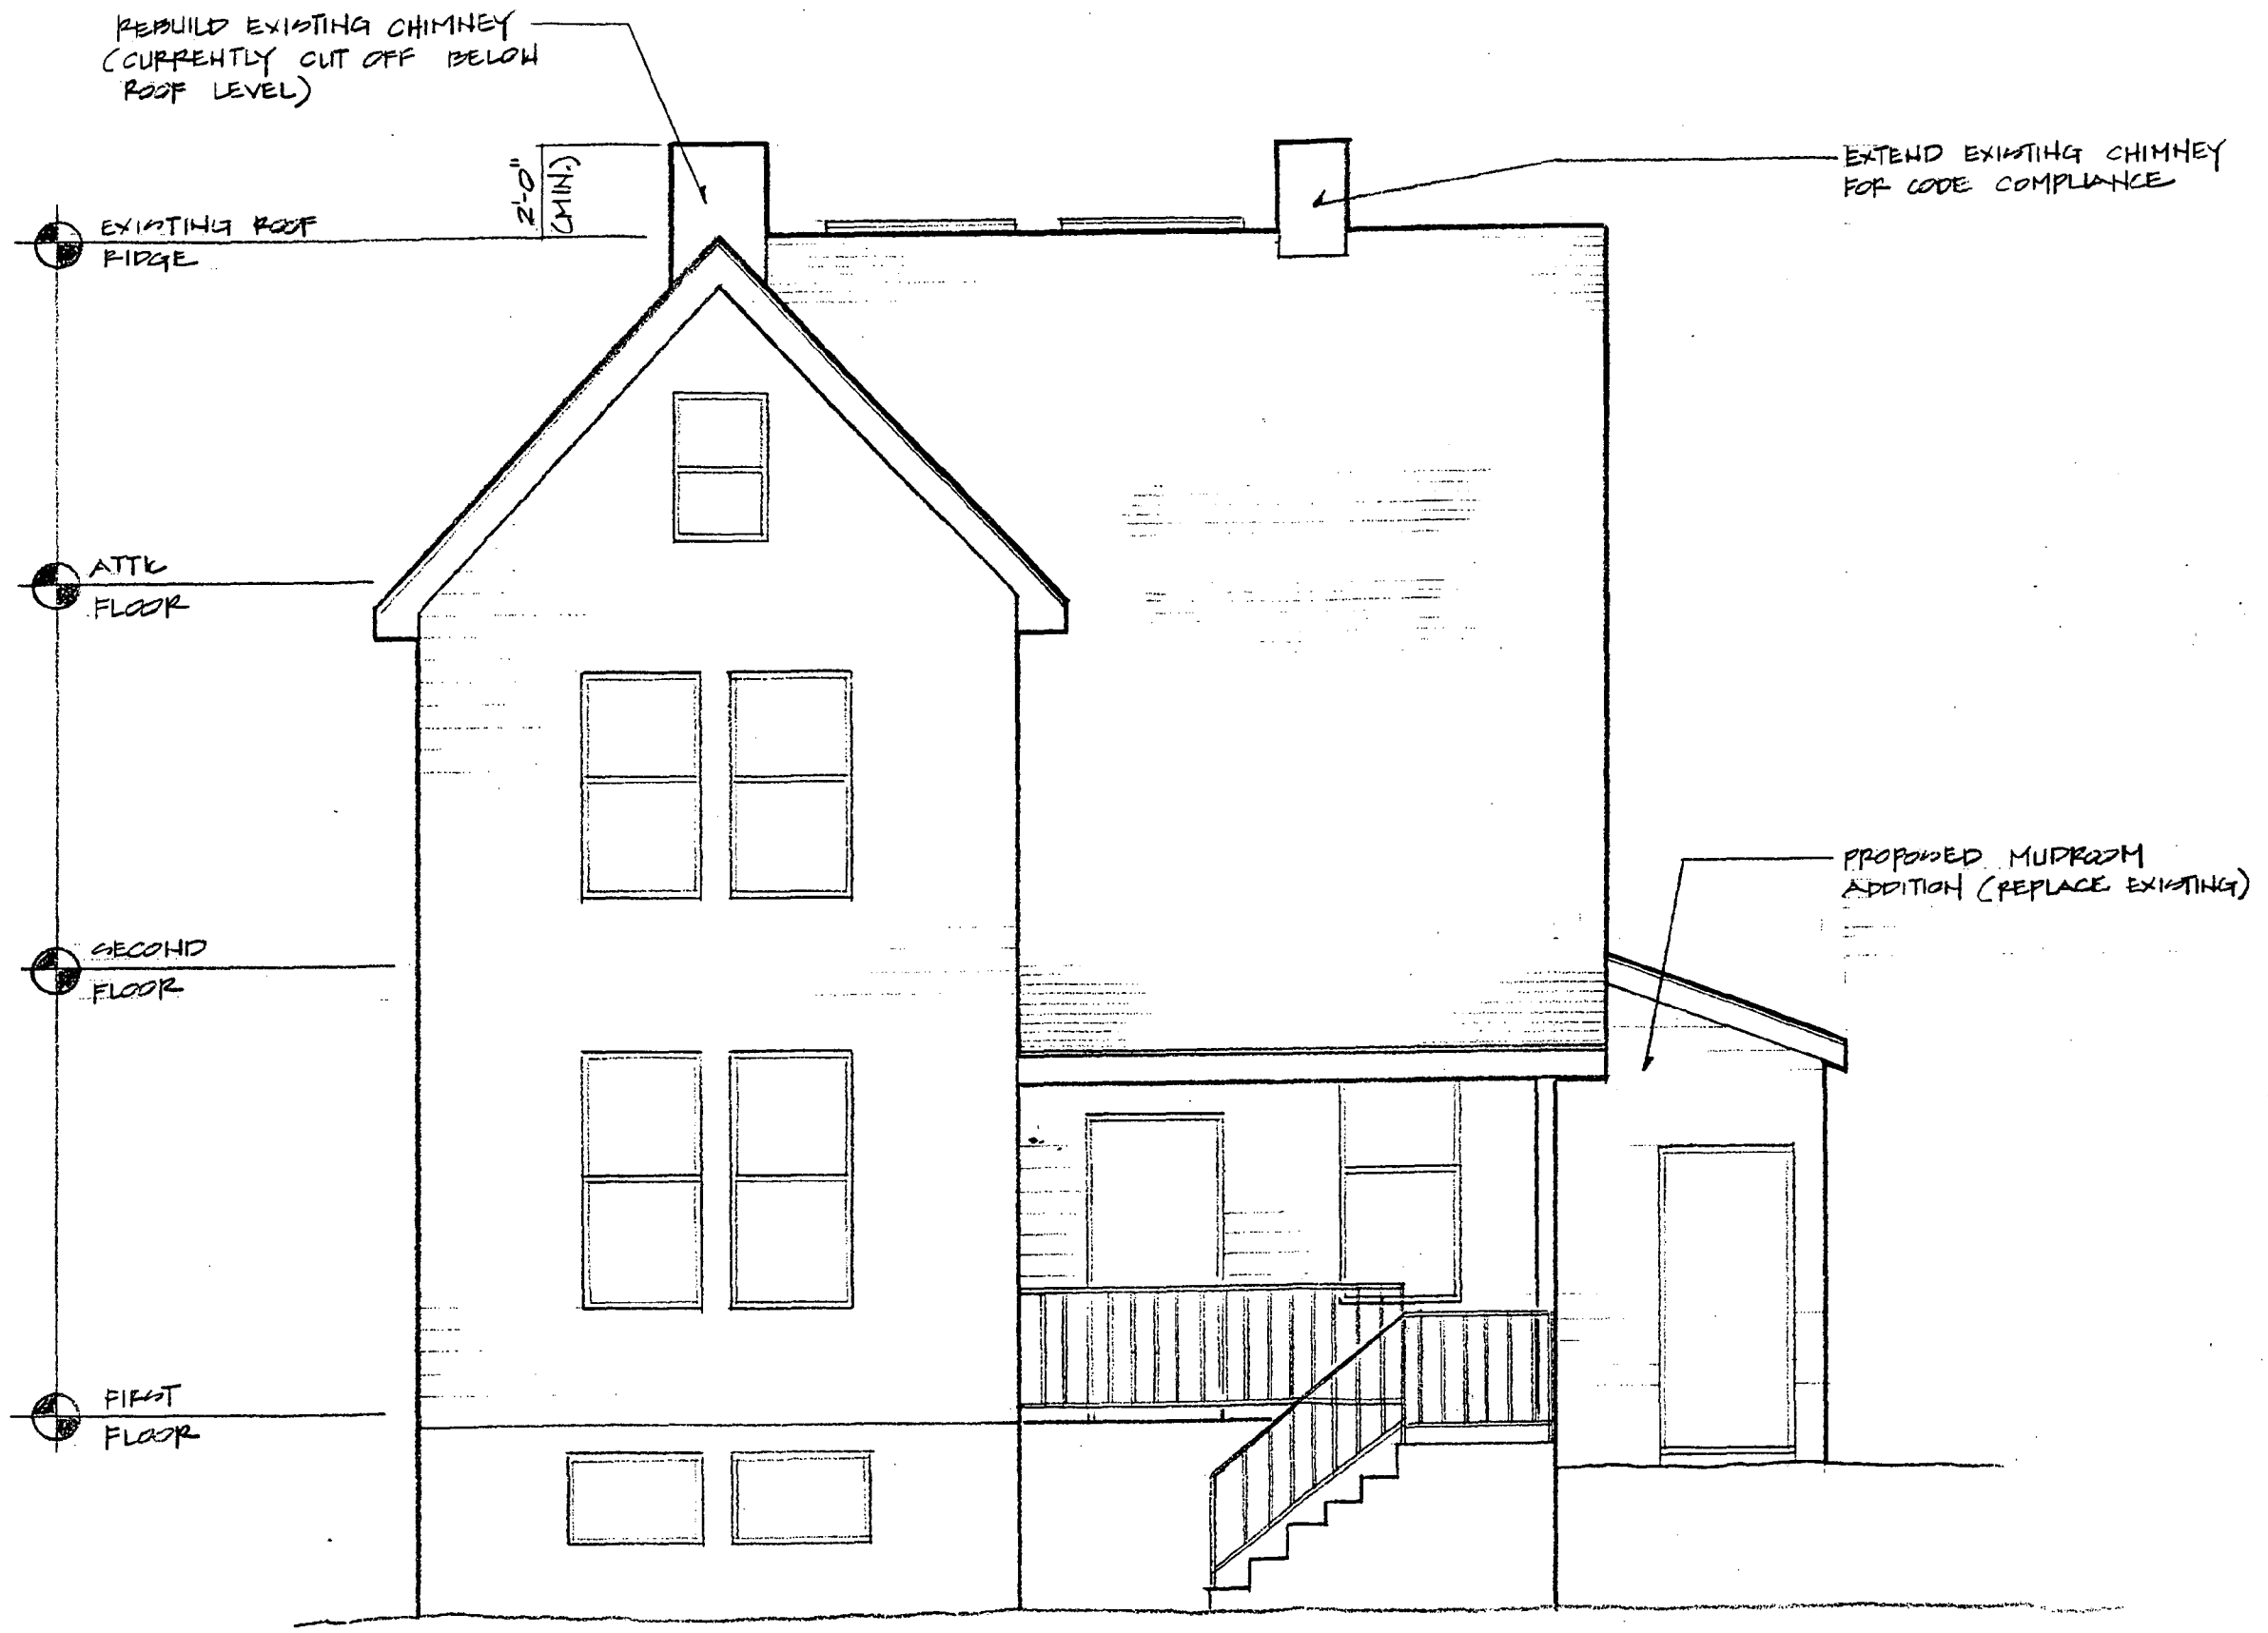 REBUILD EXISTING CHIMNEY
(CURRENTLY CUT OFF BELOW
ROOF LEVEL)
2'-0"
(MIN.)
EXTEND EXISTING CHIMNEY
FOR CODE COMPLIANCE
EXISTING ROOF
RIDGE
ATTIC
FLOOR
PROPOSED MUDROOM
ADDITION (REPLACE EXISTING)
SECOND
FLOOR
FIRST
FLOOR